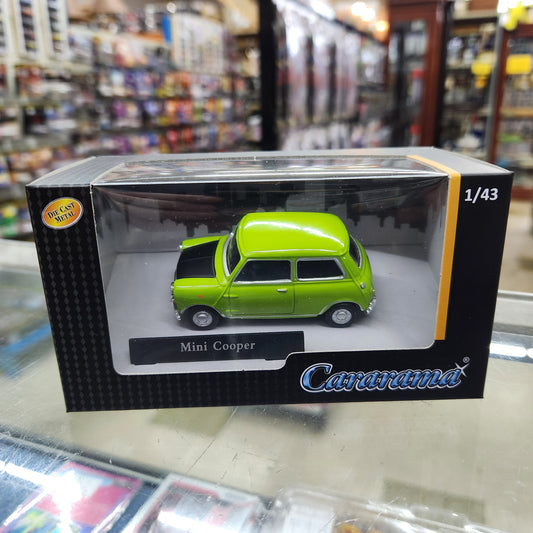 DIE CAST
METAL
1/43
Mini Cooper
Cararama®